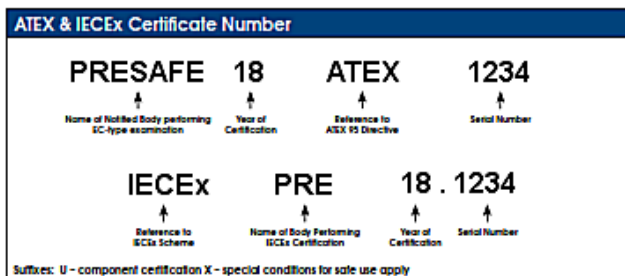 ATEX & IECEx Certificate Number
PRESAFE 18 ATEX 1234
Name of Notified Body performing EC-type examination
Year of Certification
Reference to ATEX 95 Directive
Serial Number
IECEx PRE 18 . 1234
Reference to IECEx Scheme
Name of Body Performing IECEx Certification
Year of Certification
Serial Number
Suffixes: U – component certification X – special conditions for safe use apply